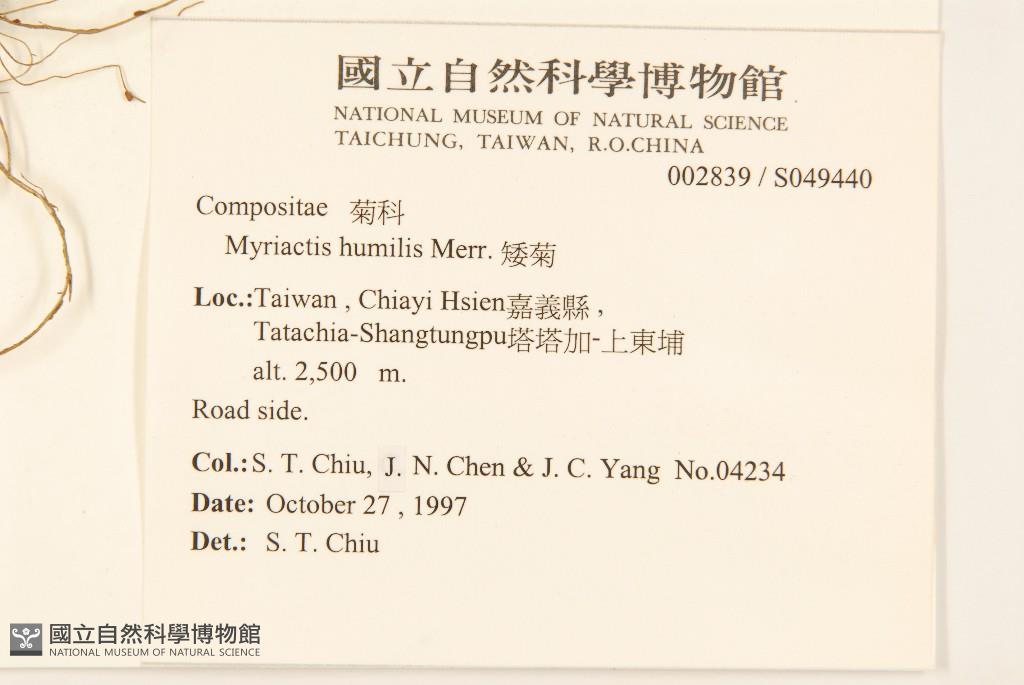 國立自然科學博物館
NATIONAL MUSEUM OF NATURAL SCIENCE
TAICHUNG, TAIWAN, R.O.CHINA
002839 / S049440
Compositae 菊科
Myriactis humilis Merr. 矮菊
Loc.:Taiwan , Chiayi Hsien嘉義縣 ,
Tatachia-Shangtungpu塔塔加-上東埔
alt. 2,500 m.
Road side.
Col.: S. T. Chiu, J. N. Chen & J. C. Yang No.04234
Date: October 27 , 1997
Det.: S. T. Chiu
國立自然科學博物館
NATIONAL MUSEUM OF NATURAL SCIENCE